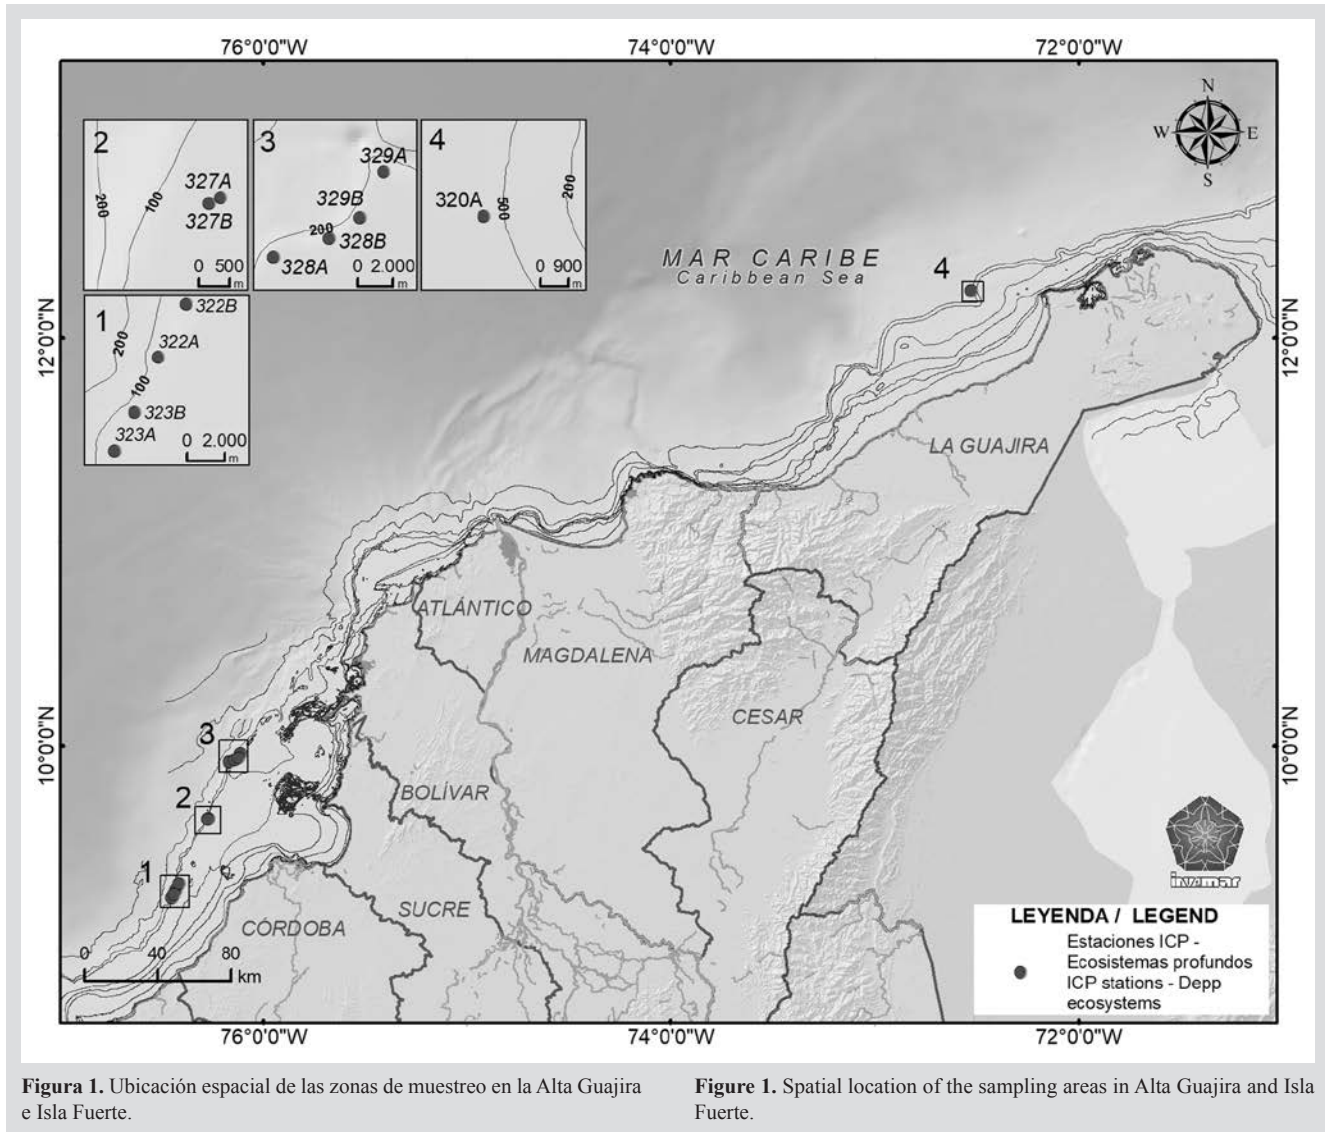 76°0'0"W
74°0'0"W
72°0'0"W
N
W
E
S
2
200
100
327A
327B
0 500
m
3
329A
329B
200
328B
328A
0 2.000
m
4
320A
500
200
0 900
m
1
322B
200
322A
100
323B
323A
0 2.000
m
MAR CARIBE
Caribbean Sea
4
12°0'0"N
12°0'0"N
LA GUAJIRA
ATLÁNTICO
MAGDALENA
CESAR
3
10°0'0"N
10°0'0"N
2
BOLÍVAR
1
SUCRE
CÓRDOBA
invemar
0 40 80
km
LEYENDA / LEGEND
Estaciones ICP -
Ecosistemas profundos
ICP stations - Depp
ecosystems
76°0'0"W
74°0'0"W
72°0'0"W
Figura 1. Ubicación espacial de las zonas de muestreo en la Alta Guajira
e Isla Fuerte.
Figure 1. Spatial location of the sampling areas in Alta Guajira and Isla
Fuerte.